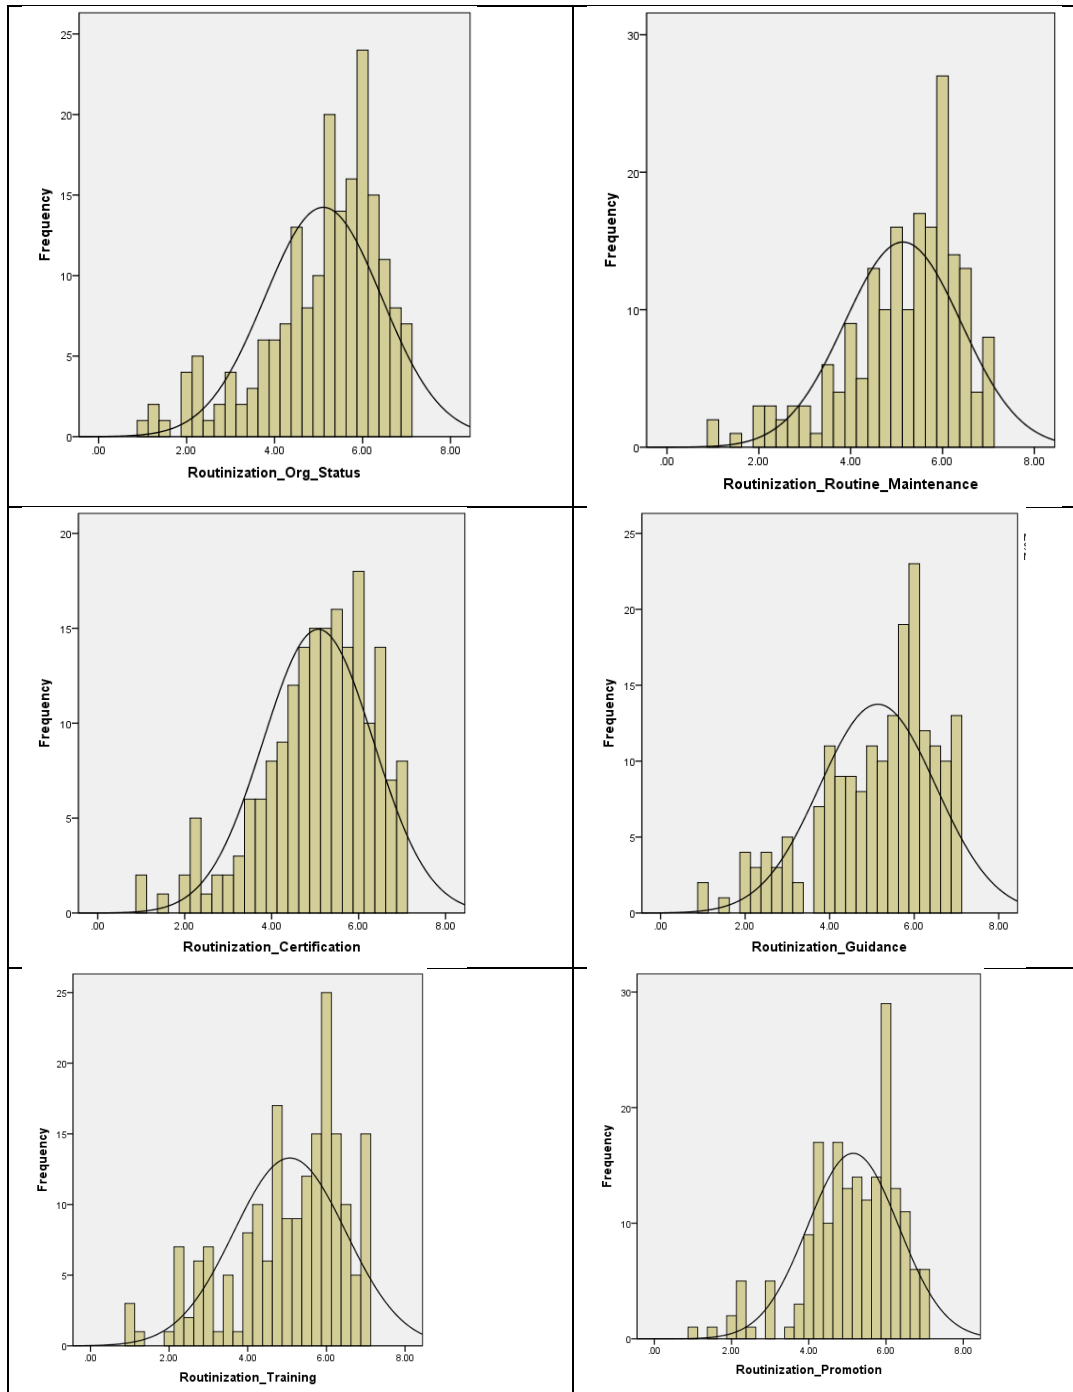 25
20
15
10
5
0
Frequency
.00 2.00 4.00 6.00 8.00
Routinization_Org_Status
30
20
10
0
Frequency
.00 2.00 4.00 6.00 8.00
Routinization_Routine_Maintenance
20
15
10
5
0
Frequency
.00 2.00 4.00 6.00 8.00
Routinization_Certification
25
20
15
10
5
0
Frequency
.00 2.00 4.00 6.00 8.00
Routinization_Guidance
25
20
15
10
5
0
Frequency
.00 2.00 4.00 6.00 8.00
Routinization_Training
30
20
10
0
Frequency
.00 2.00 4.00 6.00 8.00
Routinization_Promotion